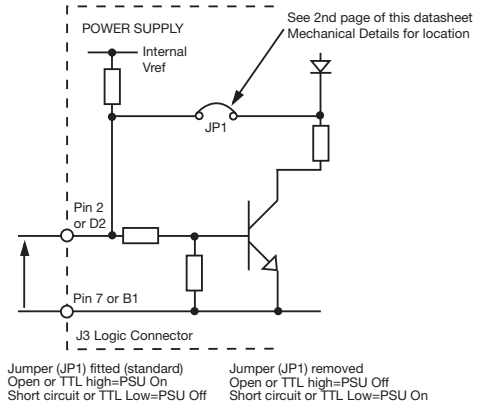 POWER SUPPLY
See 2nd page of this datasheet
Mechanical Details for location
Internal
Vref
JP1
Pin 2
or D2
Pin 7 or B1
J3 Logic Connector
Jumper (JP1) fitted (standard)
Open or TTL high=PSU On
Short circuit or TTL Low=PSU Off
Jumper (JP1) removed
Open or TTL high=PSU Off
Short circuit or TTL Low=PSU On